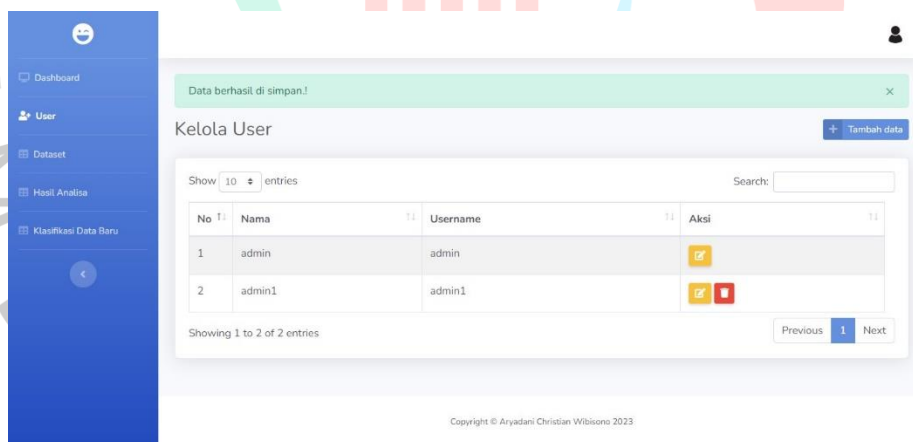 Dashboard
User
Dataset
Hasil Analisa
Klasifikasi Data Baru
Data berhasil di simpan.!
×
Kelola User
+ Tambah data
Show 10 entries
Search:
No Nama Username Aksi
1 admin admin
2 admin1 admin1
Showing 1 to 2 of 2 entries
Previous 1 Next
Copyright © Aryadani Christian Wibisono 2023